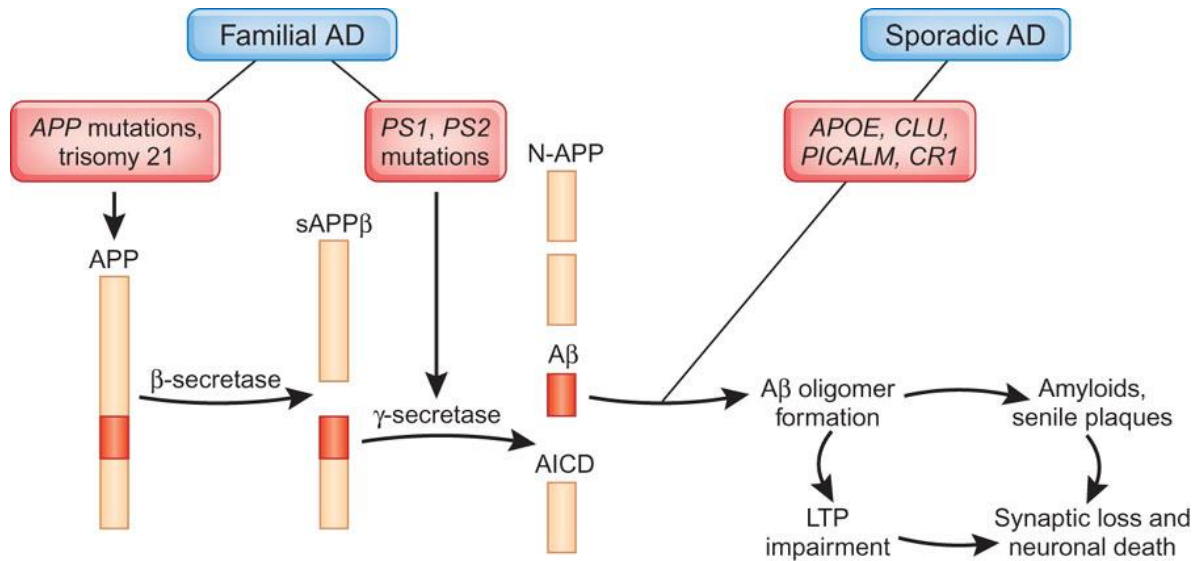 Familial AD
Sporadic AD
APP mutations,
trisomy 21
PS1, PS2
mutations
APOE, CLU,
PICALM, CR1
N-APP
sAPPβ
APP
Aβ
β-secretase
γ-secretase
Aβ oligomer
formation
Amyloids,
senile plaques
AICD
LTP
impairment
Synaptic loss and
neuronal death